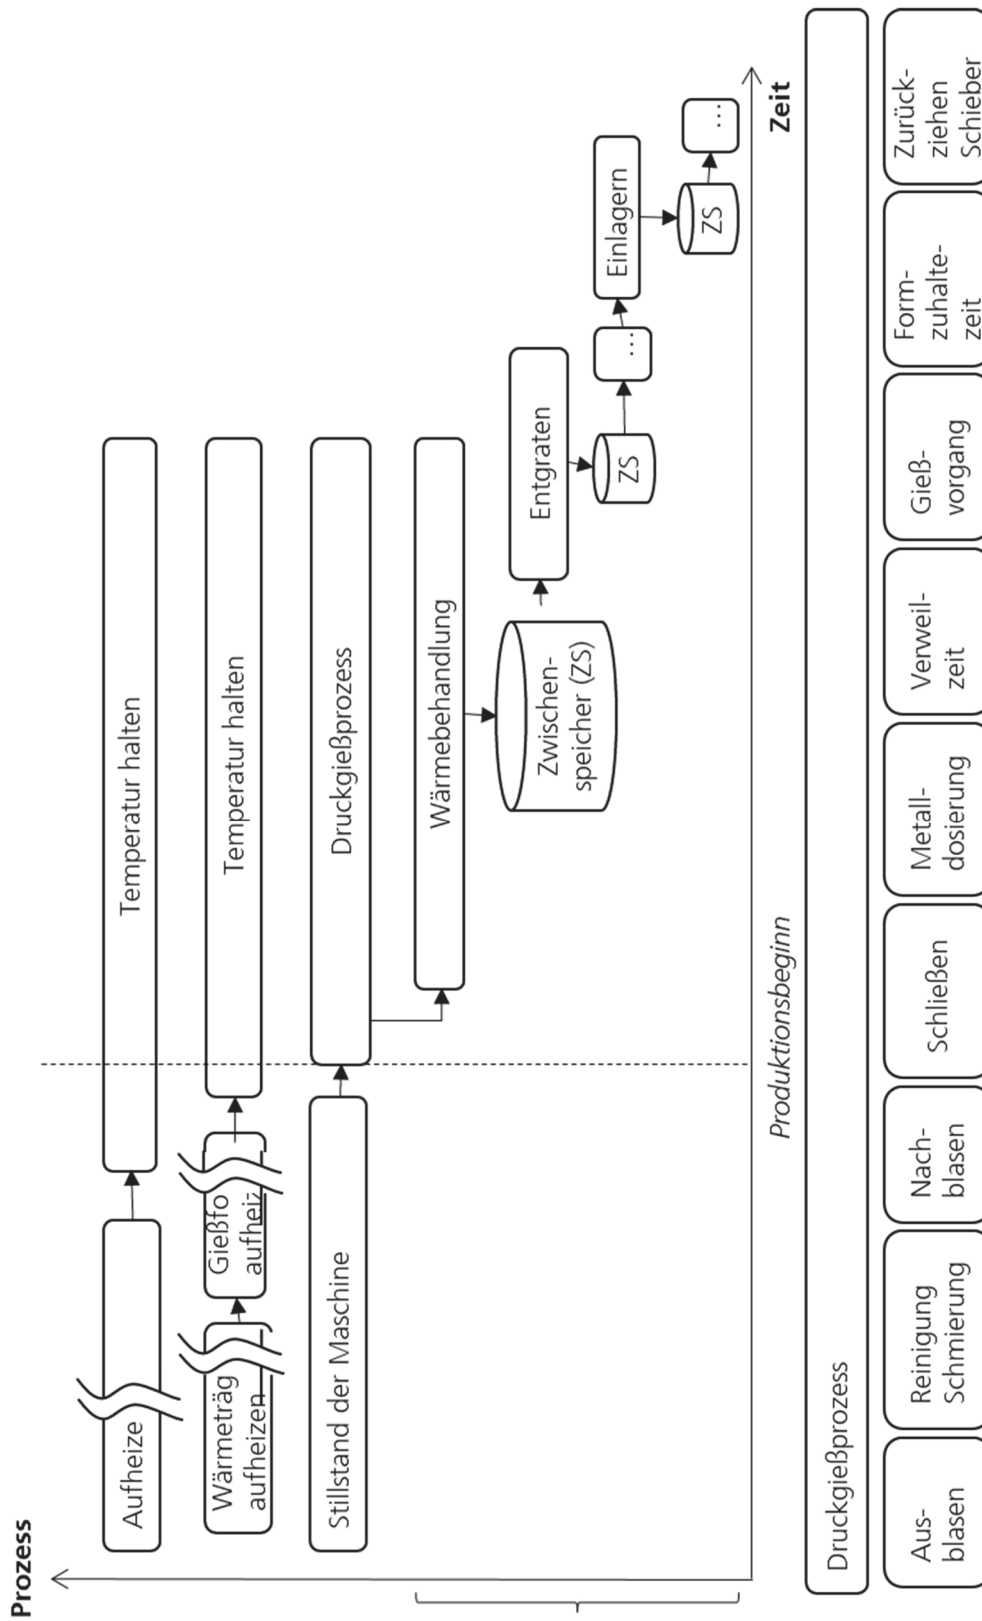 Prozess
Aufheize
Temperatur halten
Wärmeträg
aufheizen
Gießfo
aufheiz
Temperatur halten
Stillstand der Maschine
Druckgießprozess
Wärmebehandlung
Zwischen-
speicher (ZS)
Entgraten
ZS
...
Einlagern
ZS
...
Produktionsbeginn
Zeit
Druckgießprozess
Aus-
blasen
Reinigung
Schmierung
Nach-
blasen
Schließen
Metall-
dosierung
Verweil-
zeit
Gieß-
vorgang
Form-
zuhalte-
zeit
Zurück-
ziehen
Schieber